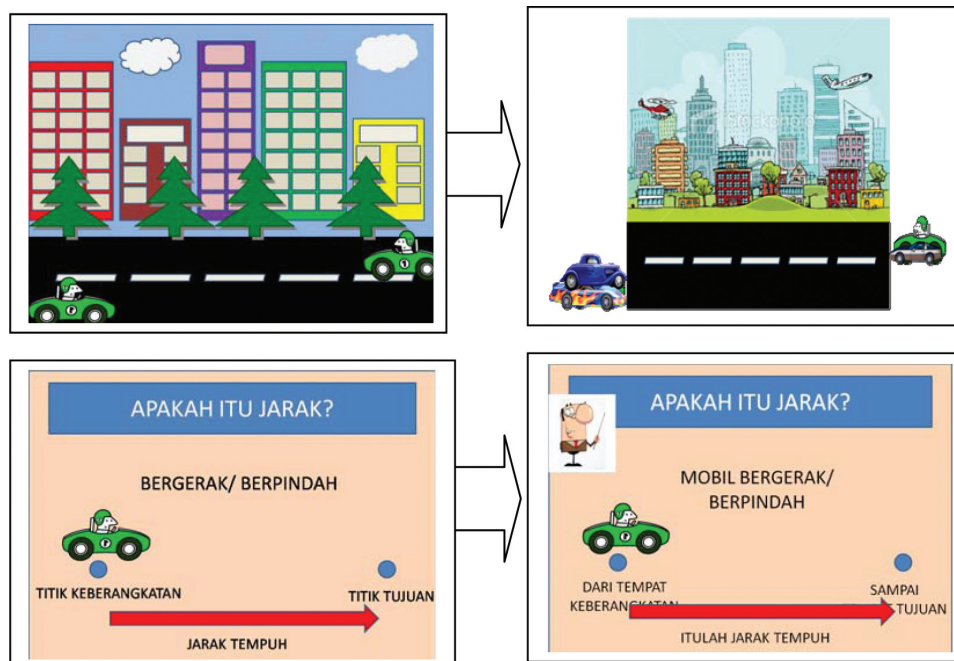 APAKAH ITU JARAK?
BERGERAK/ BERPINDAH
TITIK KEBERANGKATAN
TITIK TUJUAN
JARAK TEMPUH
APAKAH ITU JARAK?
MOBIL BERGERAK/
BERPINDAH
DARI TEMPAT
KEBERANGKATAN
SAMPAI
TUJUAN
ITULAH JARAK TEMPUH